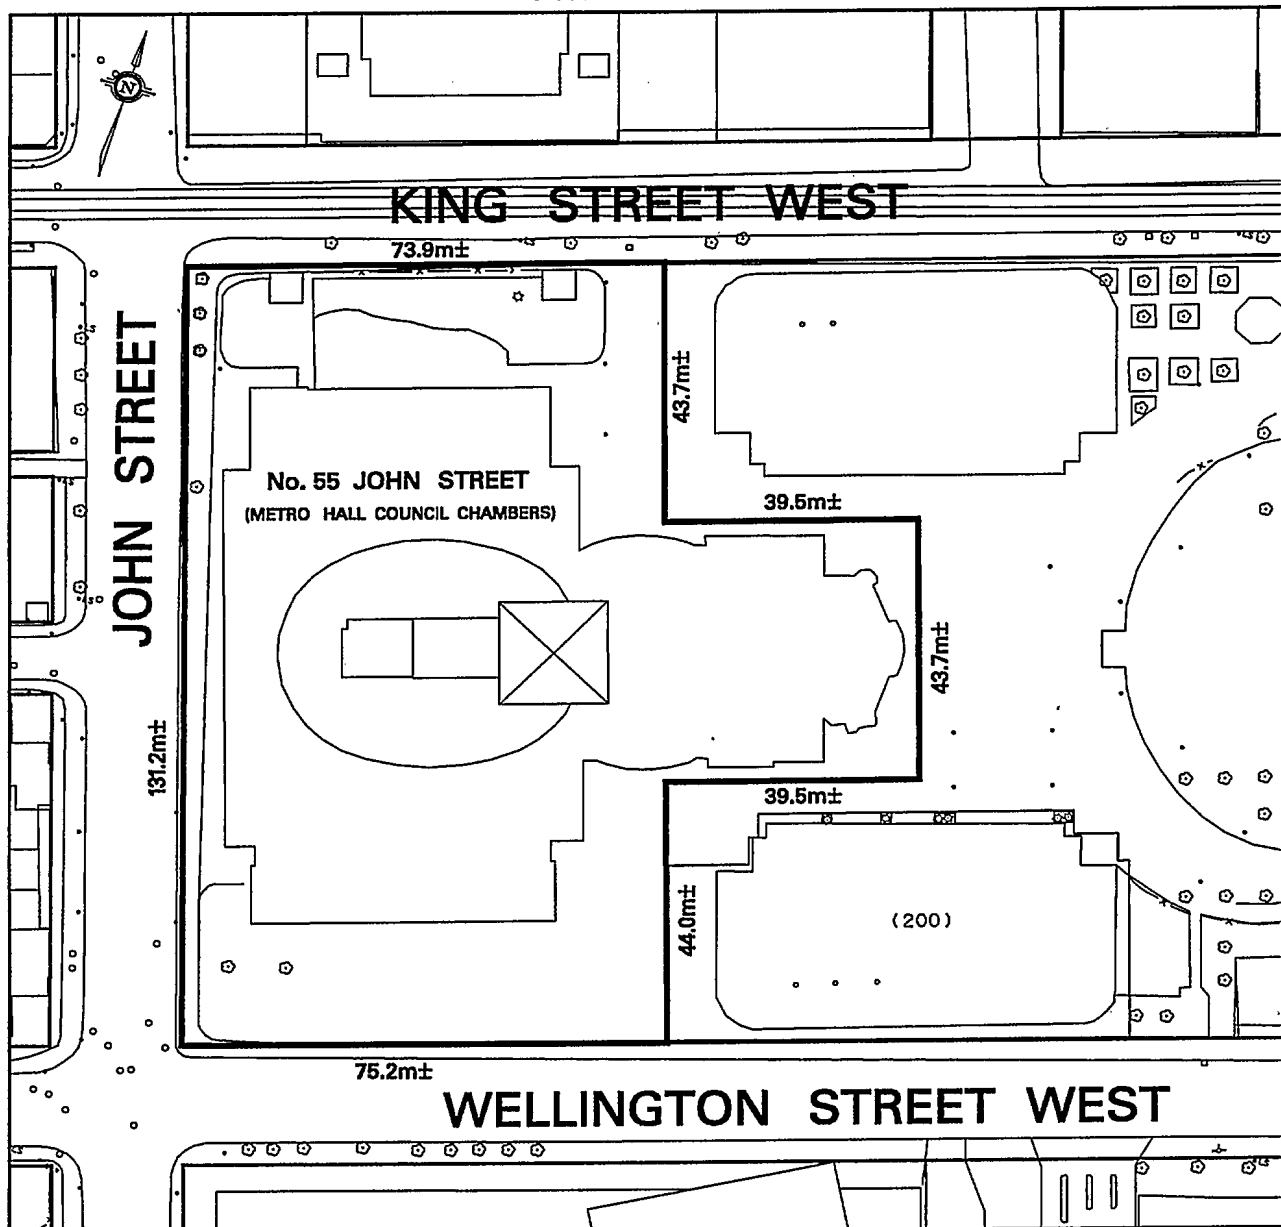 N
KING STREET WEST
73.9m±
JOHN STREET
43.7m±
No. 55 JOHN STREET
(METRO HALL COUNCIL CHAMBERS)
39.5m±
43.7m±
131.2m±
39.5m±
44.0m±
(200)
75.2m±
WELLINGTON STREET WEST